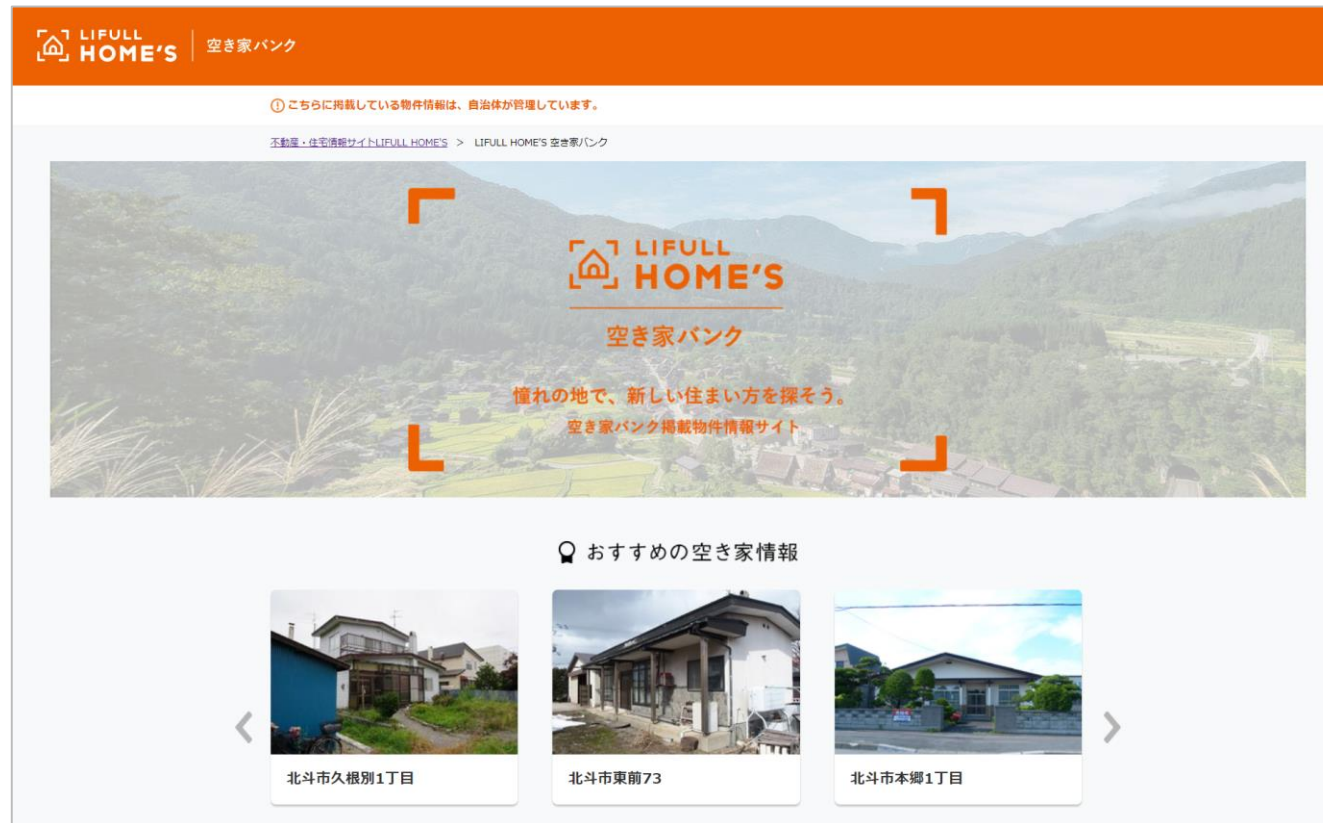 LIFULL
HOME'S
空き家バンク
こちらに掲載している物件情報は、自治体が管理しています。
不動産・住宅情報サイトLIFULL HOME'S > LIFULL HOME'S 空き家バンク
LIFULL
HOME'S
空き家バンク
憧れの地で、新しい住まい方を探そう。
空き家バンク掲載物件情報サイト
おすすめの空き家情報
北斗市久根別1丁目
北斗市東前73
北斗市本郷1丁目